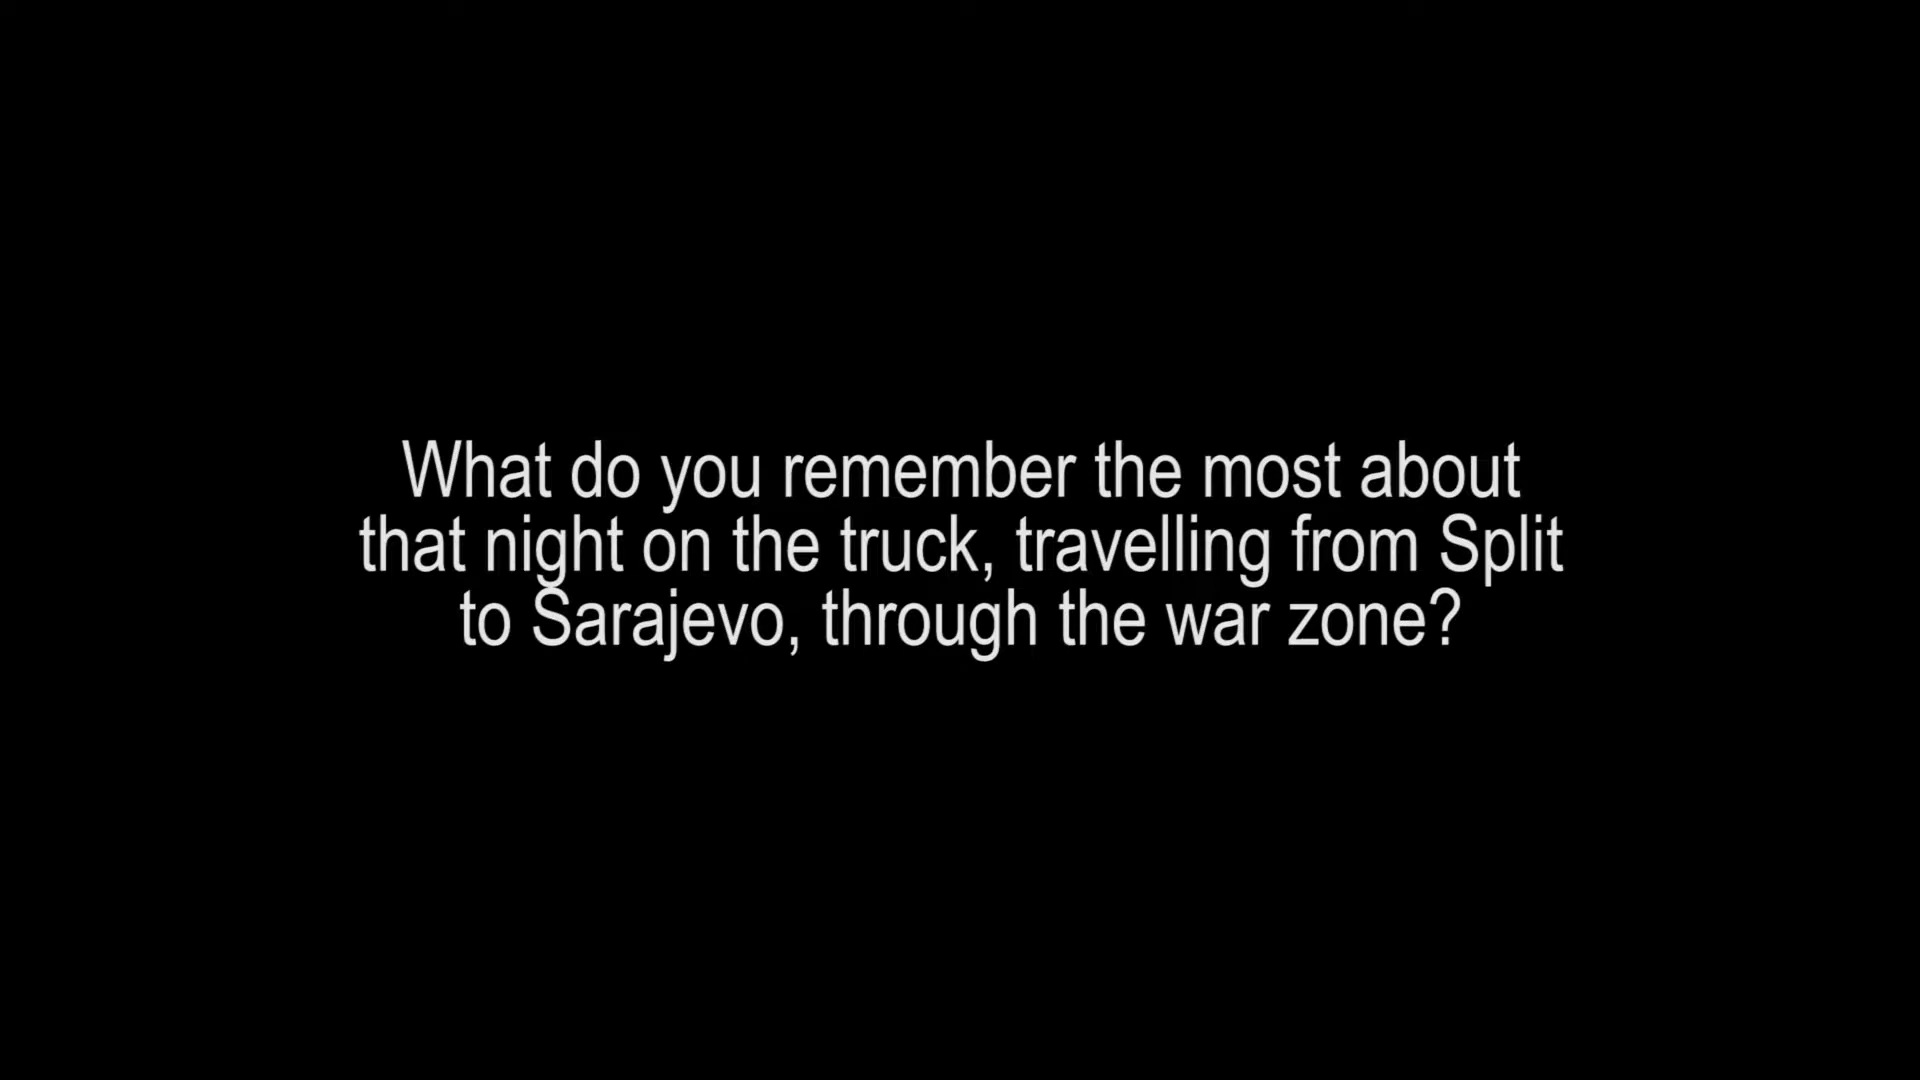 What do you remember the most about
that night on the truck, travelling from Split
to Sarajevo, through the war zone?